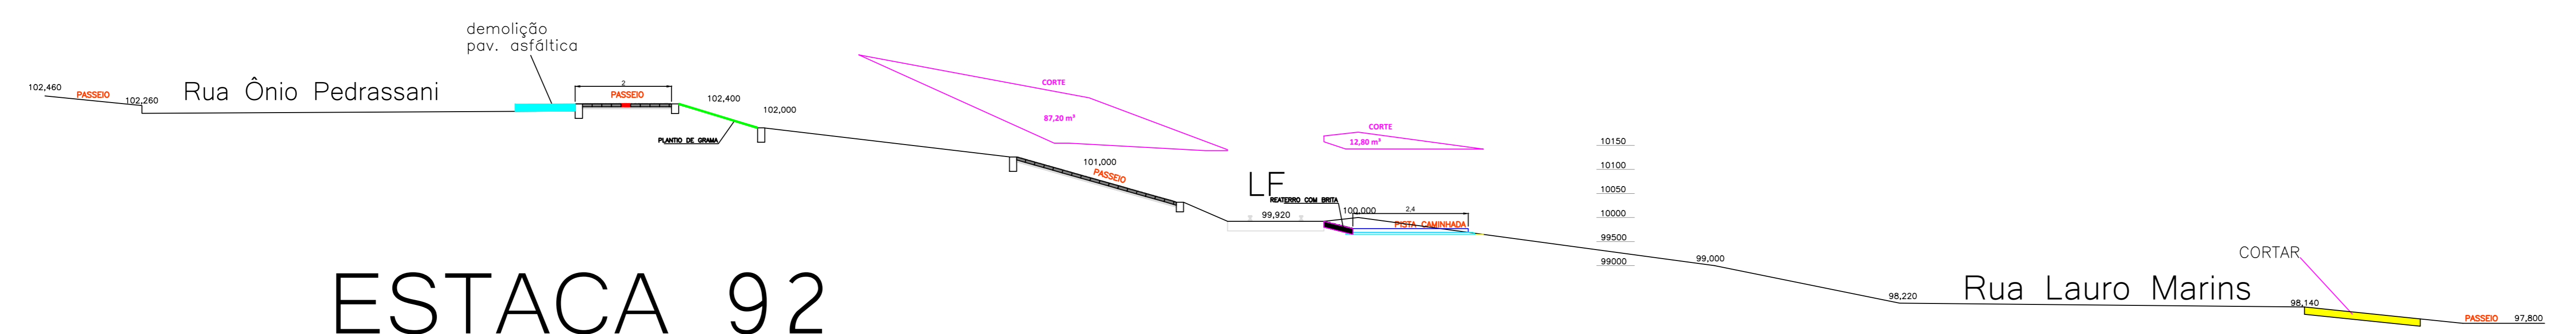 demolição
pav. asfáltica
102,460
PASSEIO
102,260
Rua Ônio Pedrassani
2
PASSEIO
102,400
102,000
PLANTIO DE GRAMA
CORTE
87,20 m³
CORTE
12,80 m³
101,000
PASSEIO
LF
REATERRO COM BRITA
99,920
100,000
2,4
PISTA CAMINHADA
10150
10100
10050
10000
99500
99000
99,000
98,220
Rua Lauro Marins
CORTAR
98,140
PASSEIO
97,800
ESTACA 92